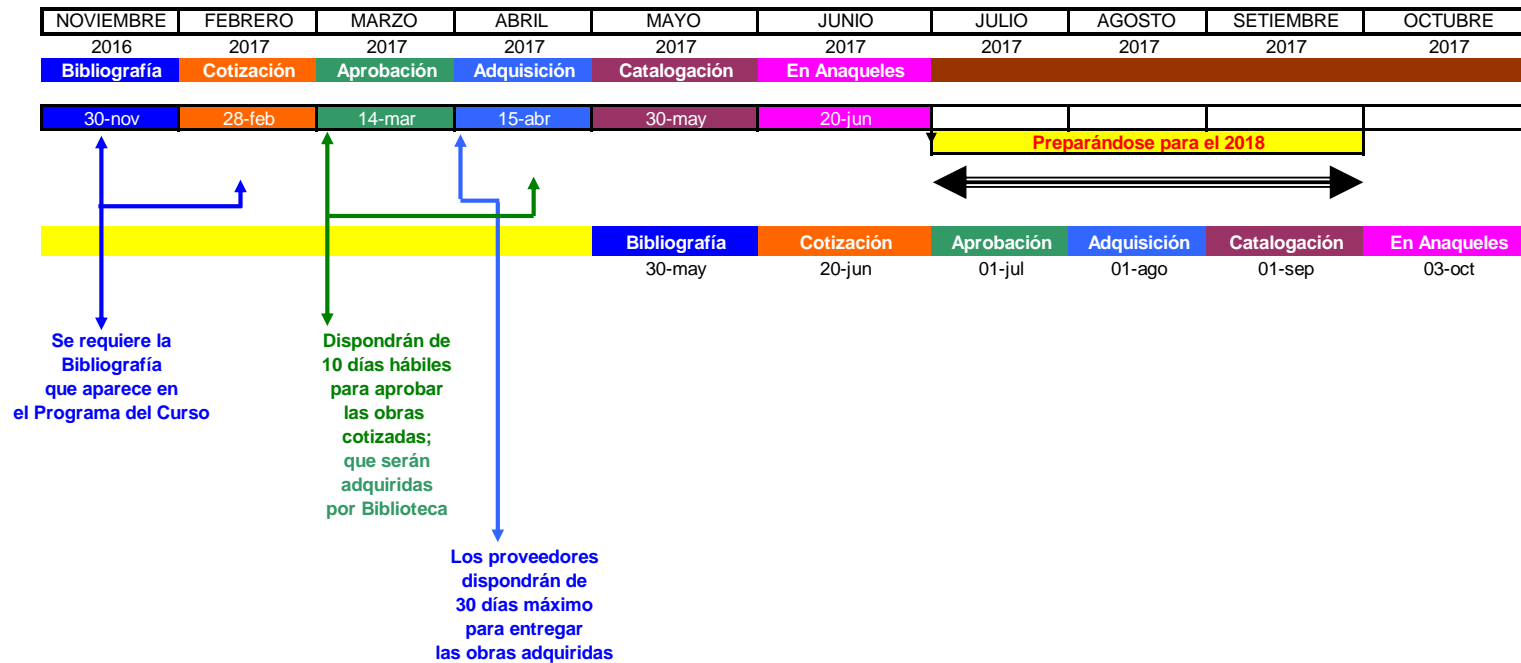 NOVIEMBRE FEBRERO MARZO ABRIL MAYO JUNIO JULIO AGOSTO SETIEMBRE OCTUBRE
2016 2017 2017 2017 2017 2017 2017 2017 2017 2017
Bibliografía Cotización Aprobación Adquisición Catalogación En Anaqueles
30-nov 28-feb 14-mar 15-abr 30-may 20-jun
Preparándose para el 2018
Bibliografía Cotización Aprobación Adquisición Catalogación En Anaqueles
30-may 20-jun 01-jul 01-ago 01-sep 03-oct
Se requiere la
Bibliografía
que aparece en
el Programa del Curso
Dispondrán de
10 días hábiles
para aprobar
las obras
cotizadas;
que serán
adquiridas
por Biblioteca
Los proveedores
dispondrán de
30 días máximo
para entregar
las obras adquiridas